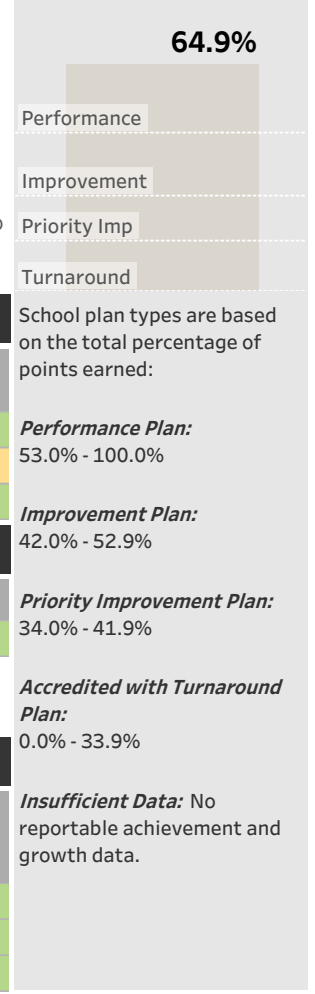 64.9%
Performance
Improvement
Priority Imp
Turnaround
School plan types are based
on the total percentage of
points earned:
Performance Plan:
53.0% - 100.0%
Improvement Plan:
42.0% - 52.9%
Priority Improvement Plan:
34.0% - 41.9%
Accredited with Turnaround
Plan:
0.0% - 33.9%
Insufficient Data: No
reportable achievement and
growth data.